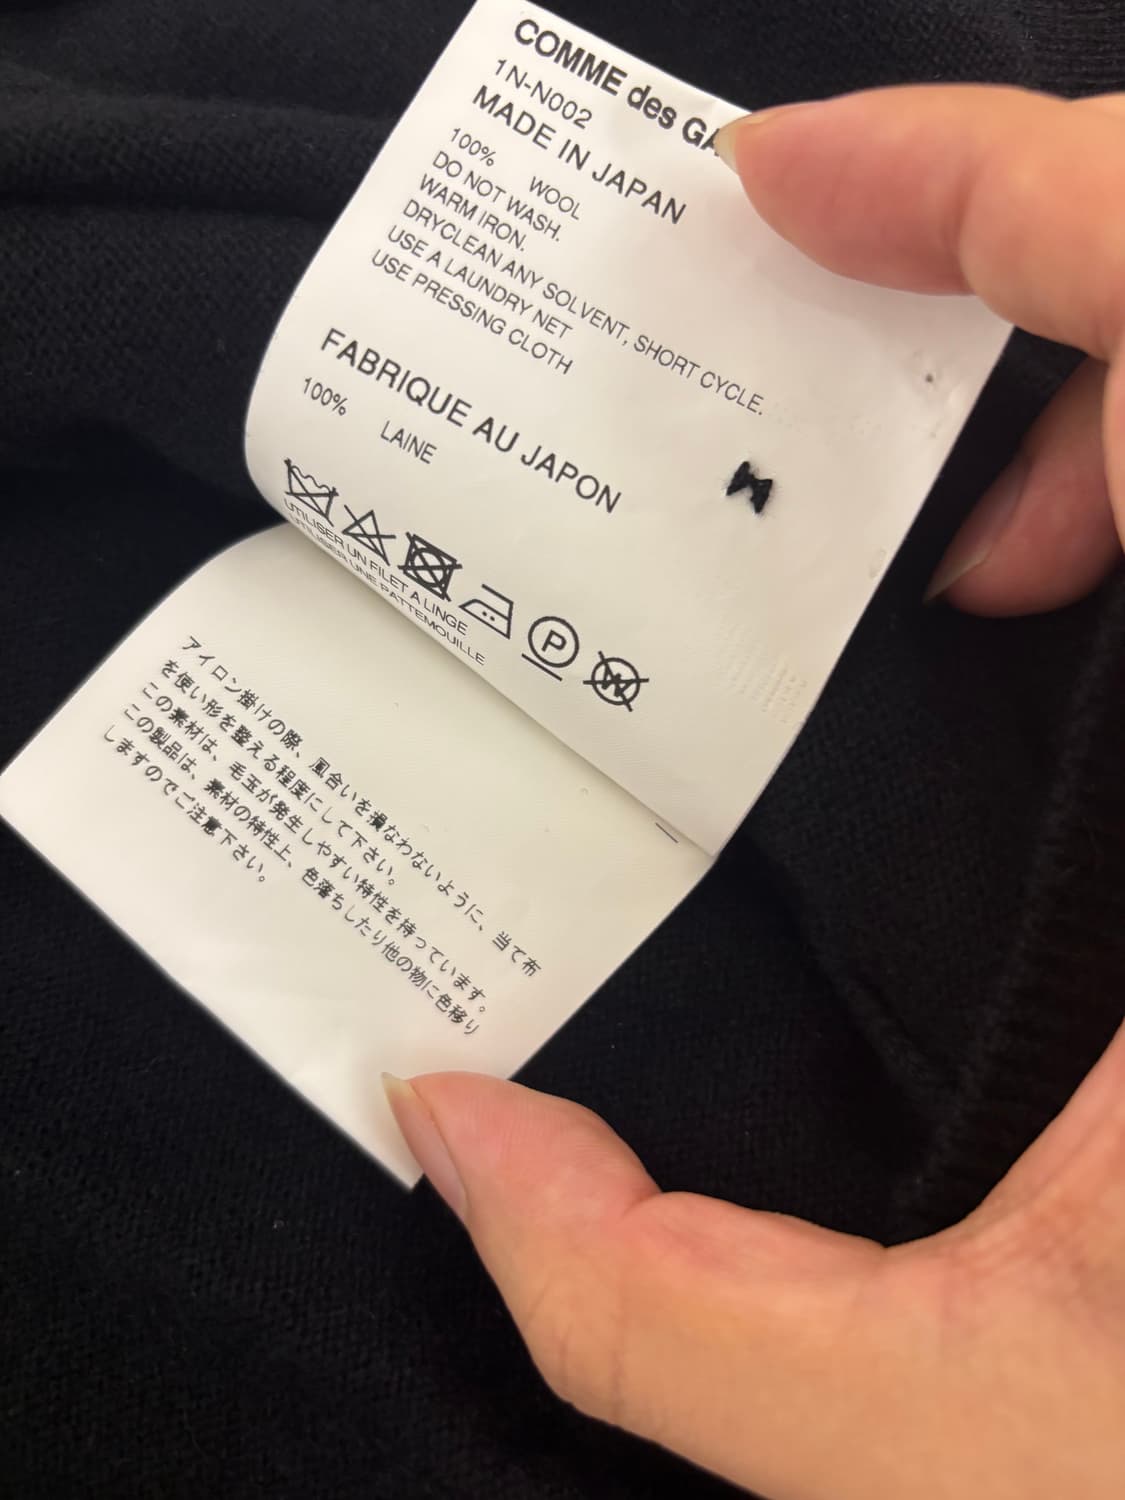 COMME des GA
1N-N002
MADE IN JAPAN
100% WOOL
DO NOT WASH.
WARM IRON.
DRYCLEAN ANY SOLVENT, SHORT CYCLE.
USE A LAUNDRY NET
USE PRESSING CLOTH
FABRIQUE AU JAPON
100% LAINE
P
W
UTILISER UN FILET A LINGE
UTILISER UNE PATTEMOUILLE
アイロン掛けの際、風合いを損なわないように、当て布
を使い形を整える程度にして下さい。
この素材は、毛玉が発生しやすい特性を持っています。
この製品は、素材の特性上、色落ちしたり他の物に色移り
しますのでご注意下さい。